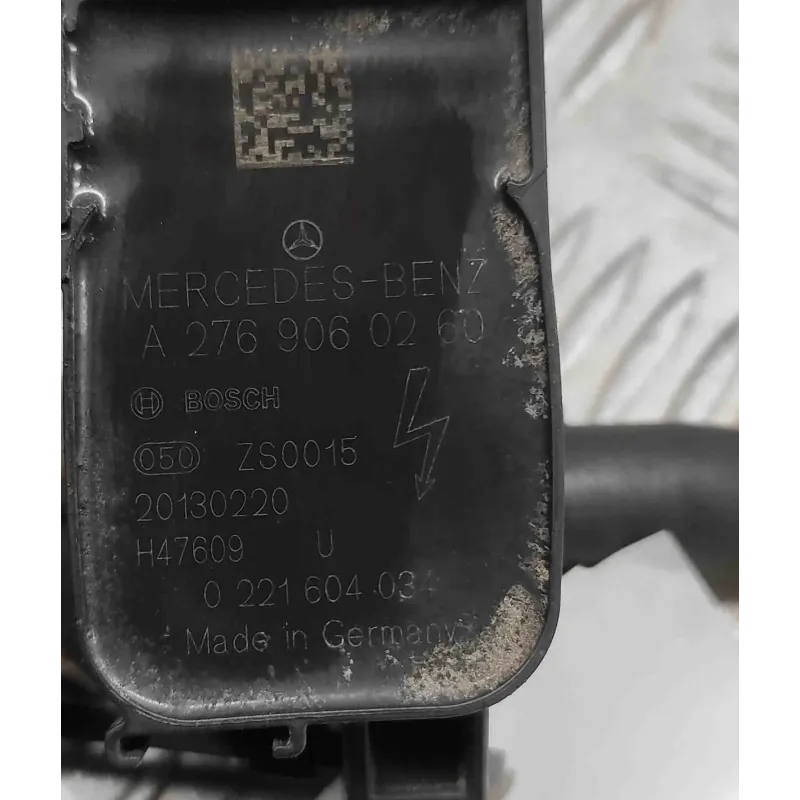 MERCEDES-BENZ
A 276 906 02 60
BOSCH
050 ZS0015
20130220
H47609 U
0 221 604 034
Made in Germany